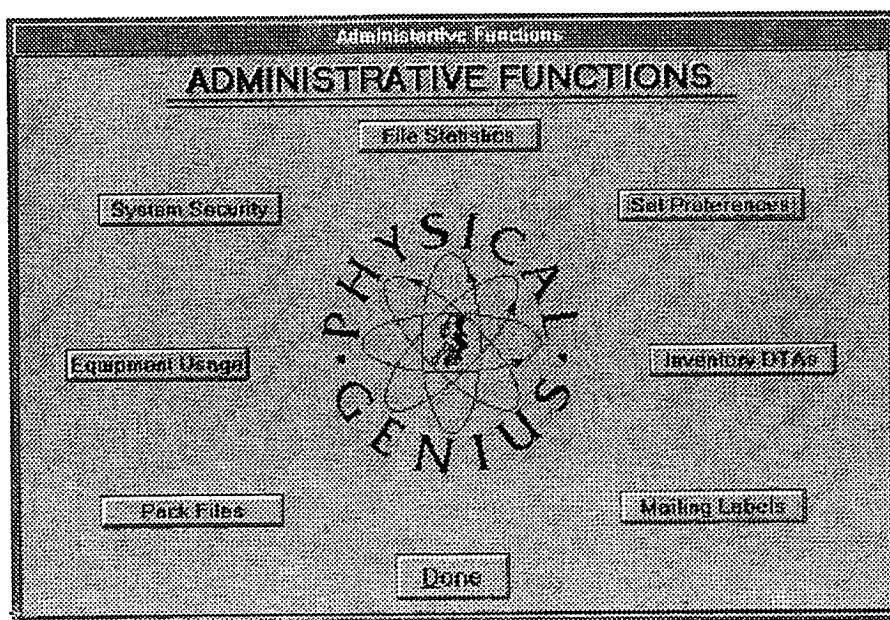 Administartive Functions
ADMINISTRATIVE FUNCTIONS
File Statistics
System Security
Set Preferences
PHYSICAL
Equipment Usage
Inventory DTAs
GENIUS
Pack Files
Mailing Labels
Done